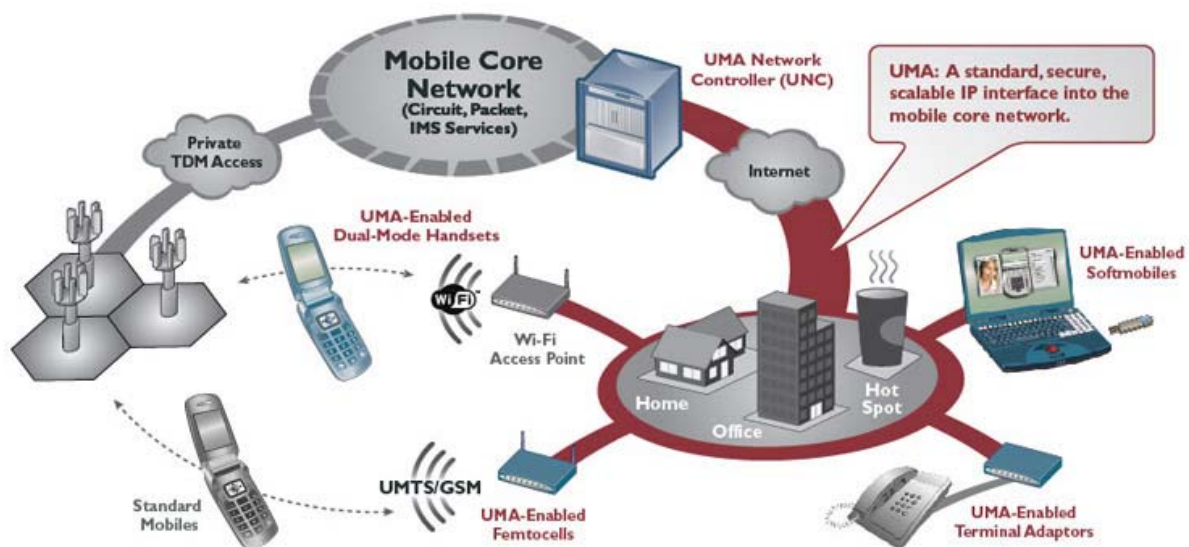 Mobile Core
Network
(Circuit, Packet,
IMS Services)
UMA Network
Controller (UNC)
UMA: A standard, secure,
scalable IP interface into the
mobile core network.
Private
TDM Access
Internet
UMA-Enabled
Dual-Mode Handsets
Wi Fi™
Wi-Fi
Access Point
UMA-Enabled
Softmobiles
Home
Office
Hot
Spot
Standard
Mobiles
UMTS/GSM
UMA-Enabled
Femtocells
UMA-Enabled
Terminal Adaptors